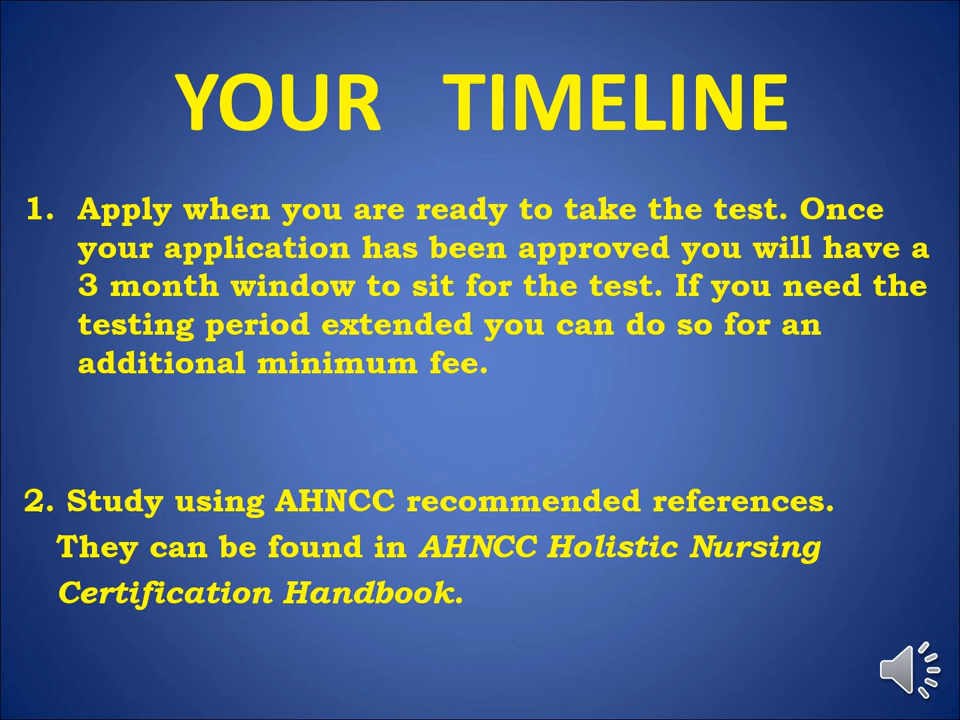 YOUR TIMELINE
1. Apply when you are ready to take the test. Once
your application has been approved you will have a
3 month window to sit for the test. If you need the
testing period extended you can do so for an
additional minimum fee.
2. Study using AHNCC recommended references.
They can be found in AHNCC Holistic Nursing
Certification Handbook.